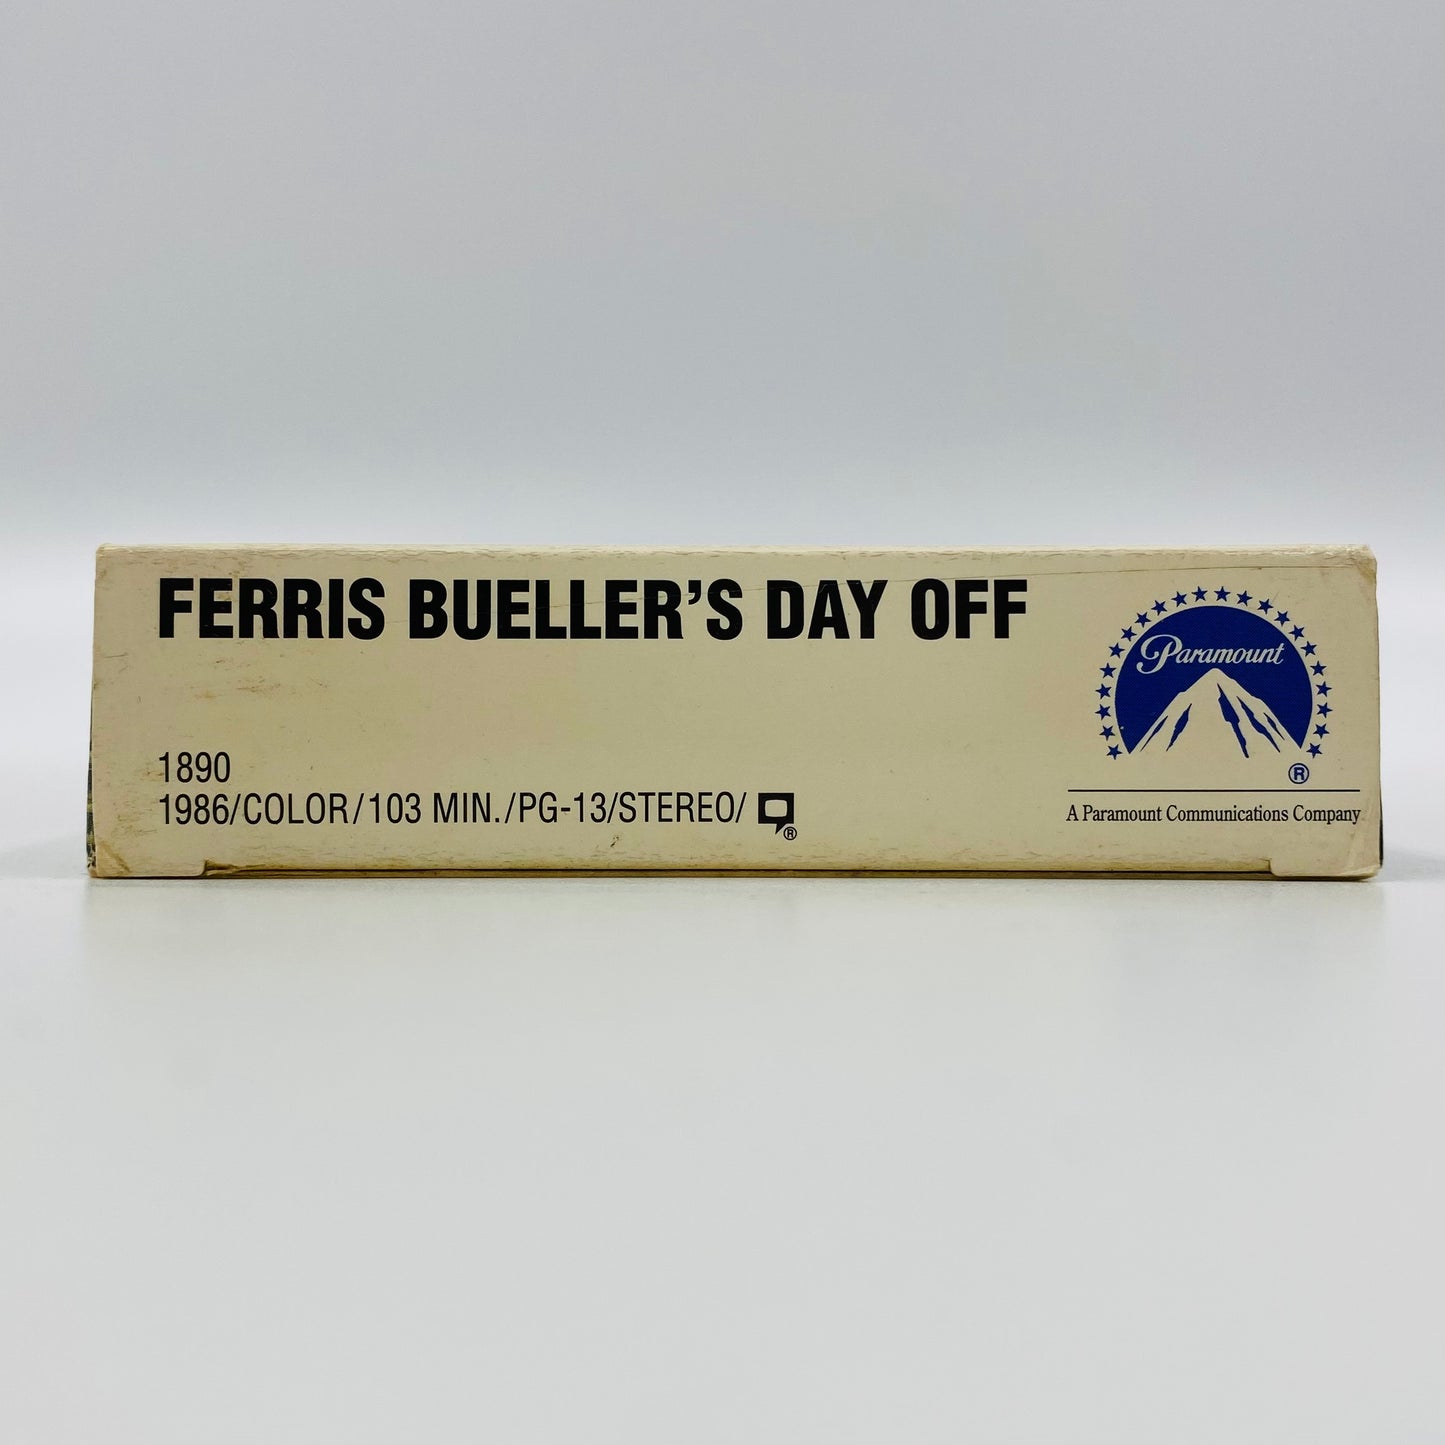 FERRIS BUELLER'S DAY OFF
1890
1986/COLOR/103 MIN./PG-13/STEREO/
®
Paramount
®
A Paramount Communications Company